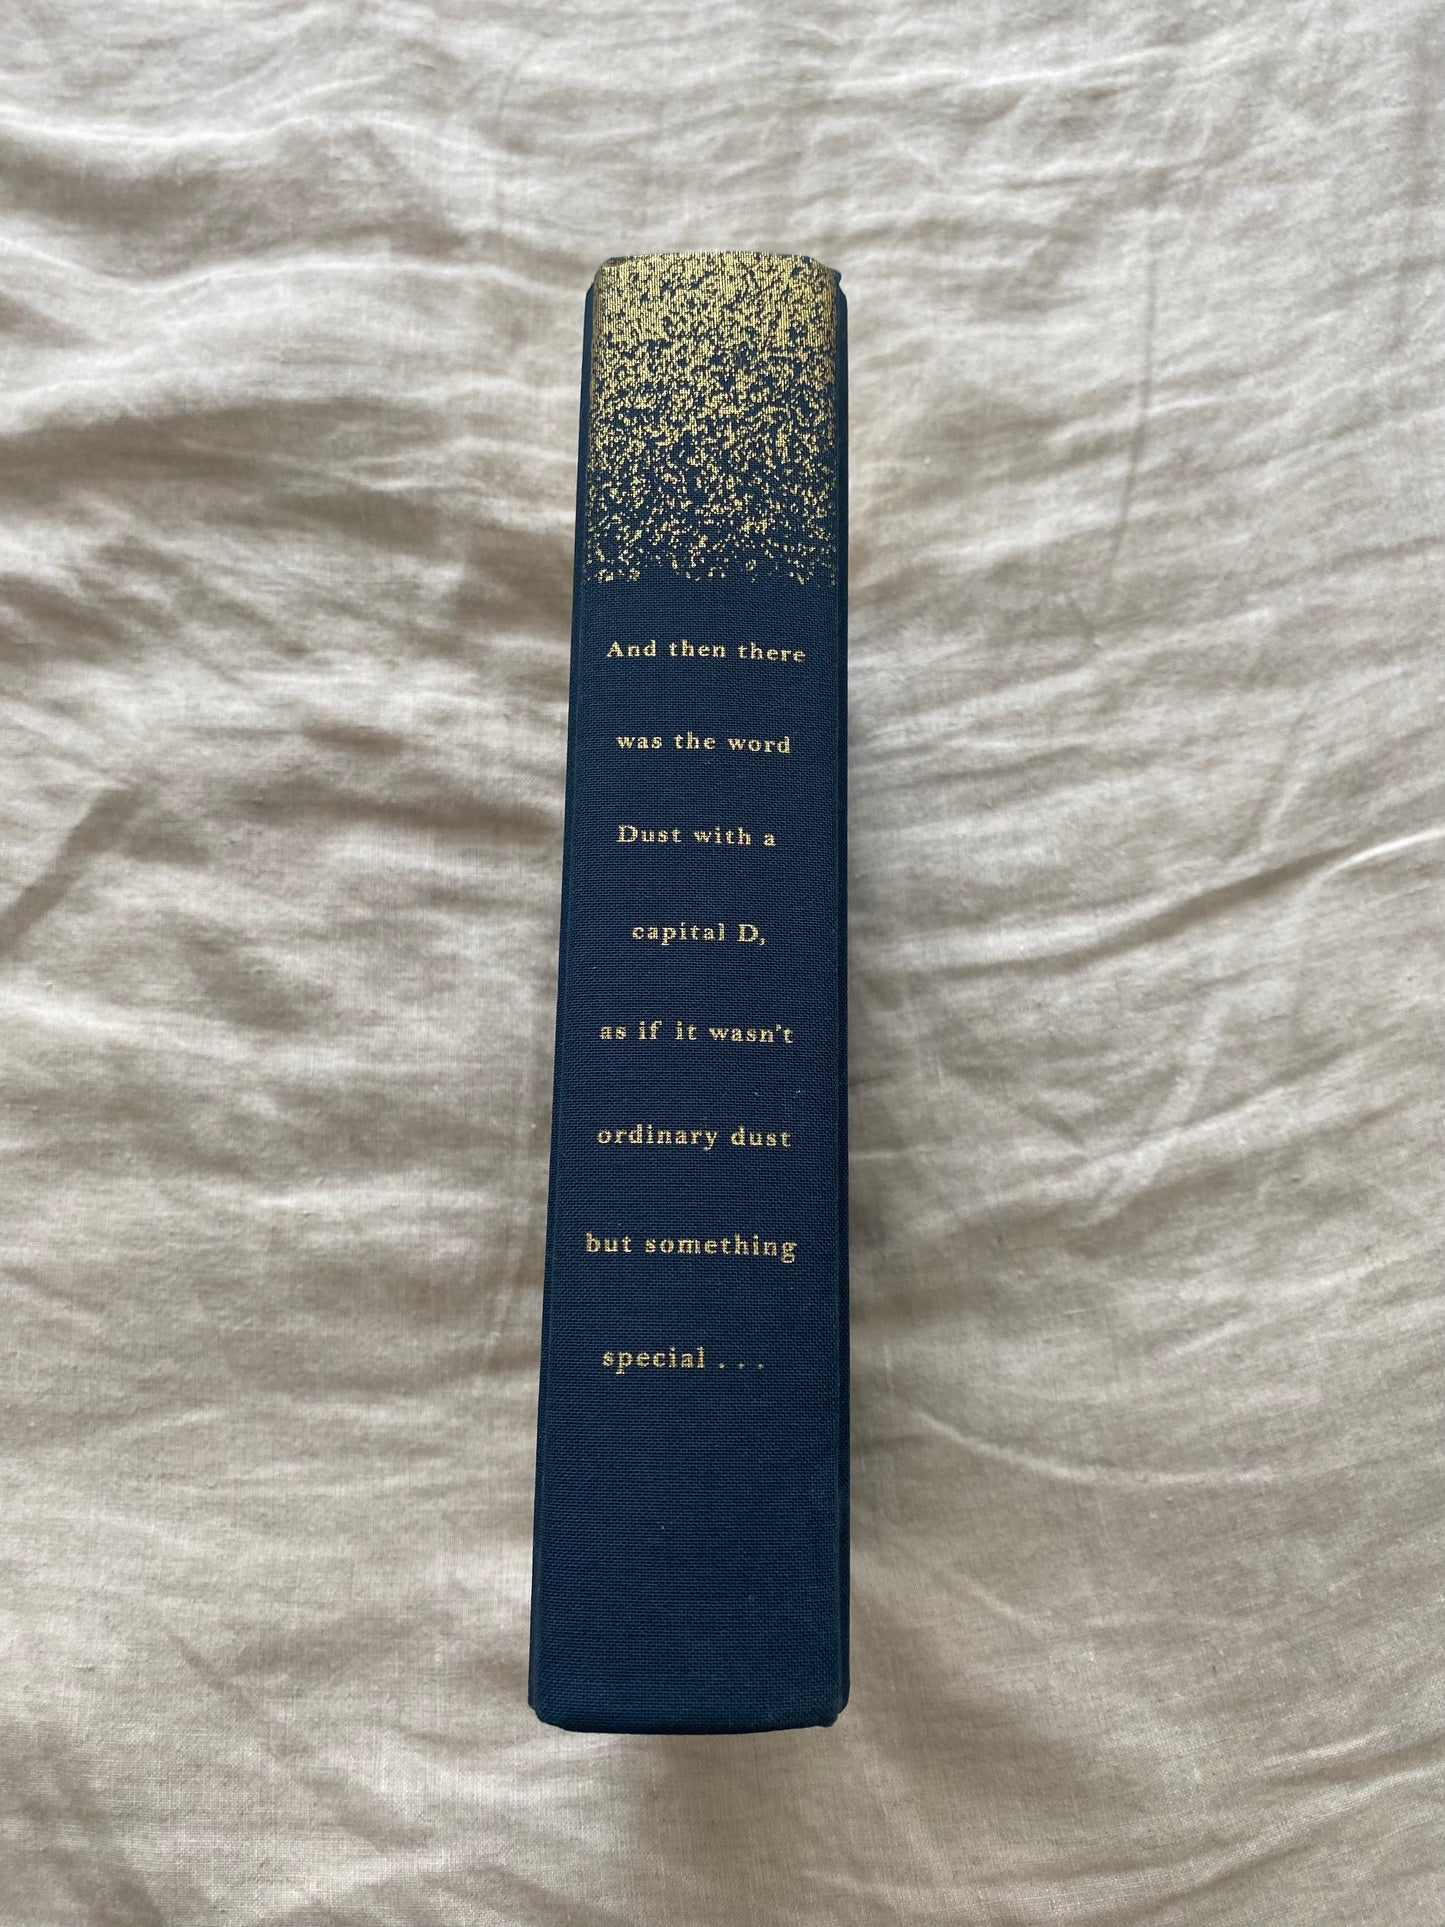 And then there
was the word
Dust with a
capital D,
as if it wasn't
ordinary dust
but something
special . . .